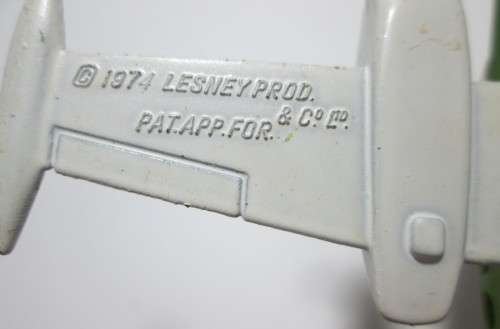 © 1974 LESNEY PROD.
& Co LTD.
PAT.APP.FOR.